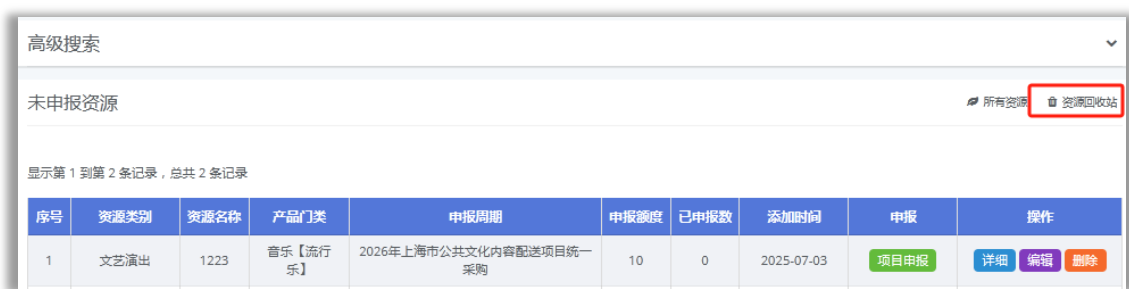 高级搜索
未申报资源 所有资源 资源回收站
显示第 1 到第 2 条记录，总共 2 条记录
序号 资源类别 资源名称 产品门类 申报周期 申报额度 已申报数 添加时间 申报 操作
1 文艺演出 1223 音乐【流行乐】 2026年上海市公共文化内容配送项目统一采购 10 0 2025-07-03 项目申报 详细 编辑 删除